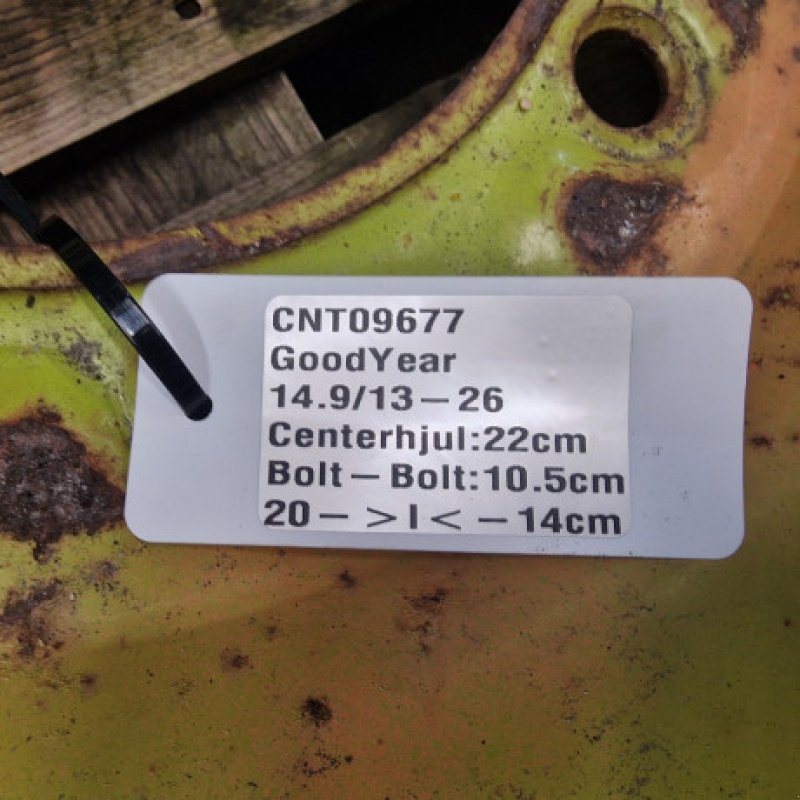 CNT09677
GoodYear
14.9/13-26
Centerhjul:22cm
Bolt-Bolt:10.5cm
20- >|< -14cm